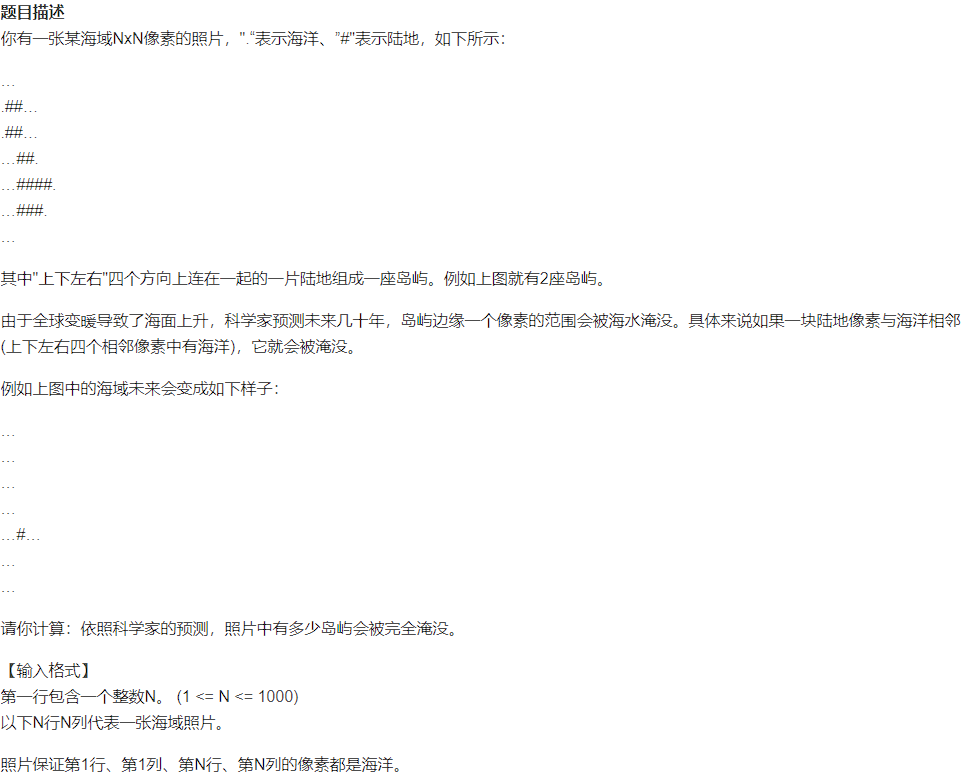 题目描述
你有一张某海域NxN像素的照片，"."表示海洋、"#"表示陆地，如下所示：
…
.##…
.##…
…##.
…####.
…###.
…
其中"上下左右"四个方向上连在一起的一片陆地组成一座岛屿。例如上图就有2座岛屿。
由于全球变暖导致了海面上升，科学家预测未来几十年，岛屿边缘一个像素的范围会被海水淹没。具体来说如果一块陆地像素与海洋相邻
(上下左右四个相邻像素中有海洋)，它就会被淹没。
例如上图中的海域未来会变成如下样子：
…
…
…
…
…#…
…
…
请你计算：依照科学家的预测，照片中有多少岛屿会被完全淹没。
【输入格式】
第一行包含一个整数N。 (1 <= N <= 1000)
以下N行N列代表一张海域照片。
照片保证第1行、第1列、第N行、第N列的像素都是海洋。